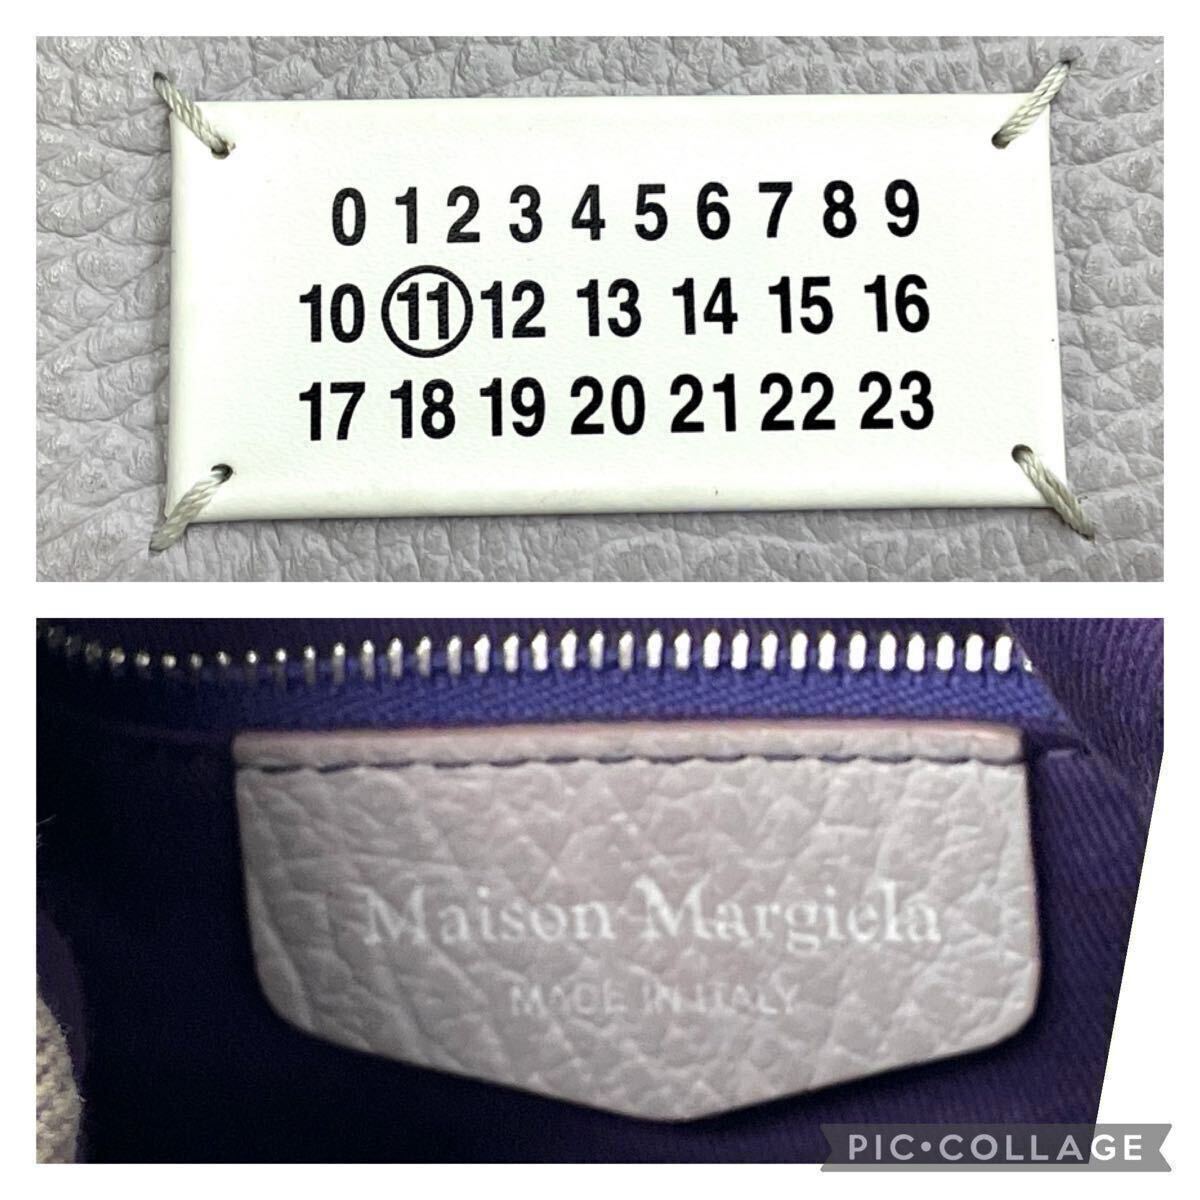 0 1 2 3 4 5 6 7 8 9
10 11 12 13 14 15 16
17 18 19 20 21 22 23
Maison Margiela
MADE IN ITALY
PIC•COLLAGE